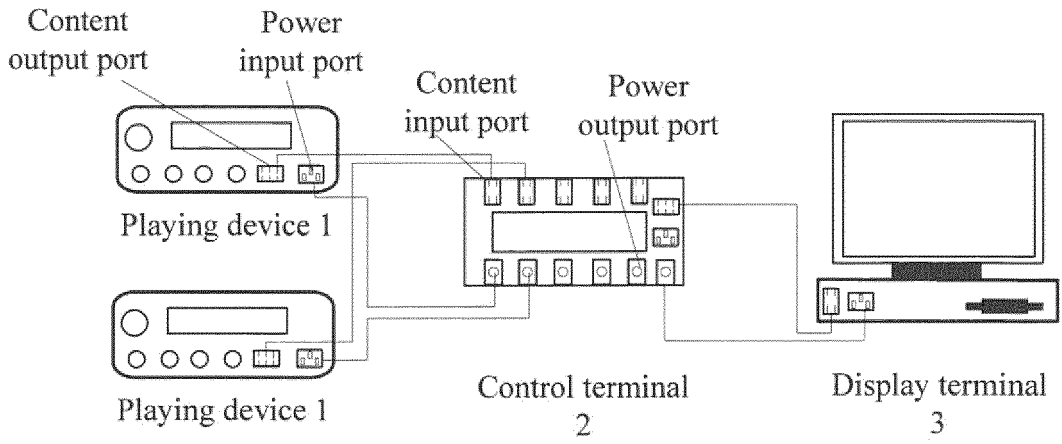 Content
output port
Power
input port
Content
input port
Power
output port
Playing device 1
Playing device 1
Control terminal
2
Display terminal
3